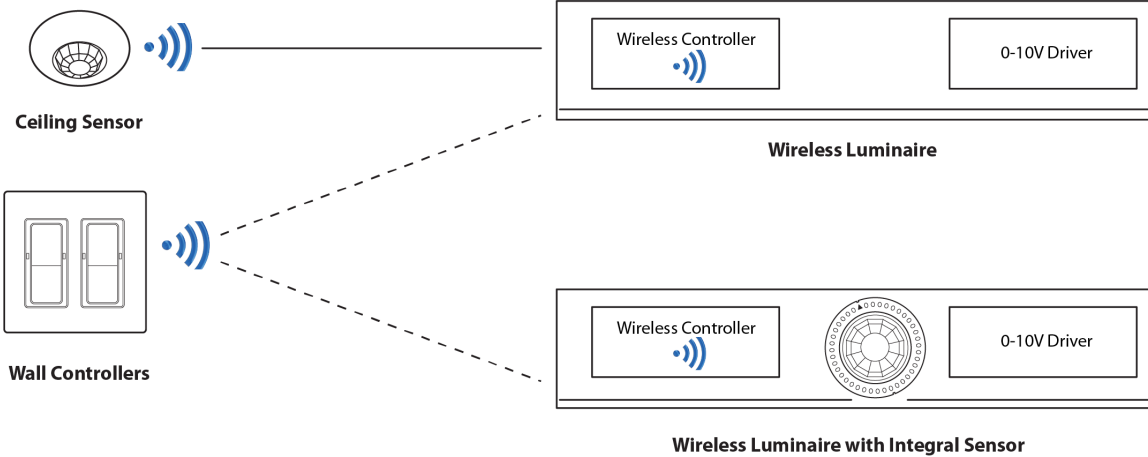 Wireless Controller
0-10V Driver
Ceiling Sensor
Wireless Luminaire
Wireless Controller
0-10V Driver
Wall Controllers
Wireless Luminaire with Integral Sensor